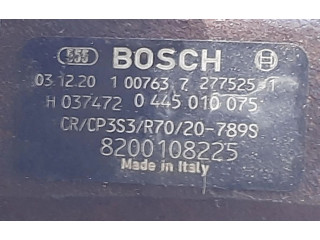 555 BOSCH
03.12.20 1 00763 7 277525-1
H 037472 0 445 010 075
CR/CP3S3/R70/20-789S
8200108225
Made in Italy